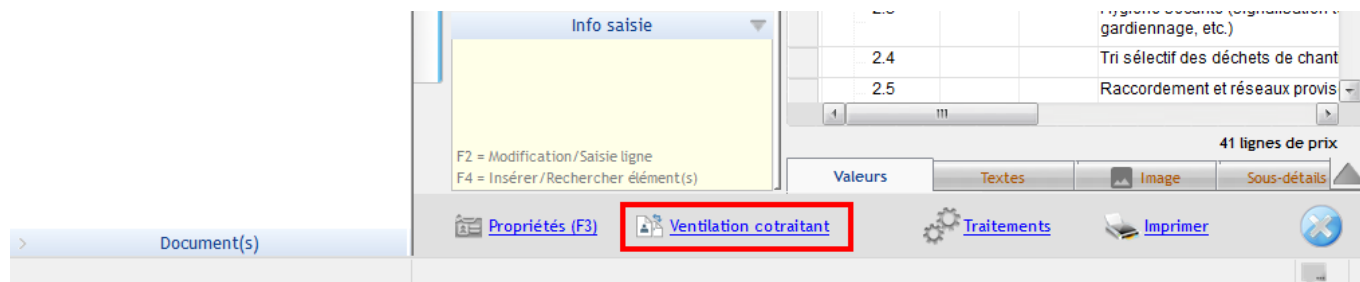 Info saisie
gardiennage, etc.)
2.4 Tri sélectif des déchets de chant
2.5 Raccordement et réseaux provis
41 lignes de prix
F2 = Modification/Saisie ligne
F4 = Insérer/Rechercher élément(s)
Valeurs Textes Image Sous-détails
Propriétés (F3) Ventilation cotraitant Traitements Imprimer
Document(s)